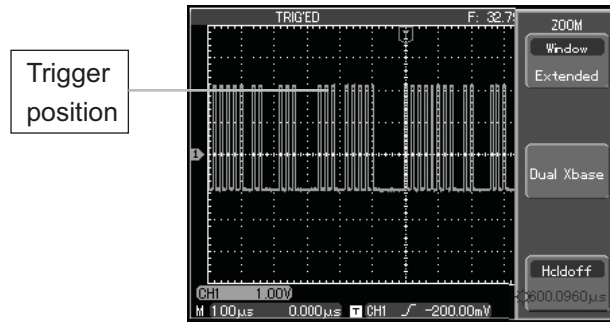 TRIG'ED F: 32.79
ZOOM
Window
Extended
Trigger
position
T
1
Dual Xbase
Holdoff
600.0960μs
CH1 1.00V
M 100μs 0.000μs T CH1 -200.00mV